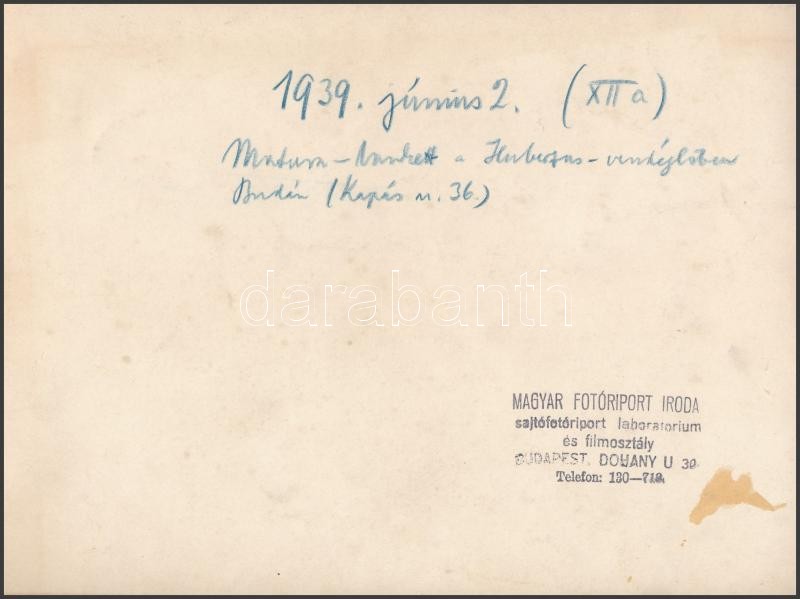 1939. június 2. (XII a)
Matura-bankett a Hubertus-vendéglőben
Budán (Kapás u. 36.)
darabanth
MAGYAR FOTÓRIPORT IRODA
sajtófotóriport laboratorium
és filmosztály
BUDAPEST, DOHANY U 30.
Telefon: 130—718.